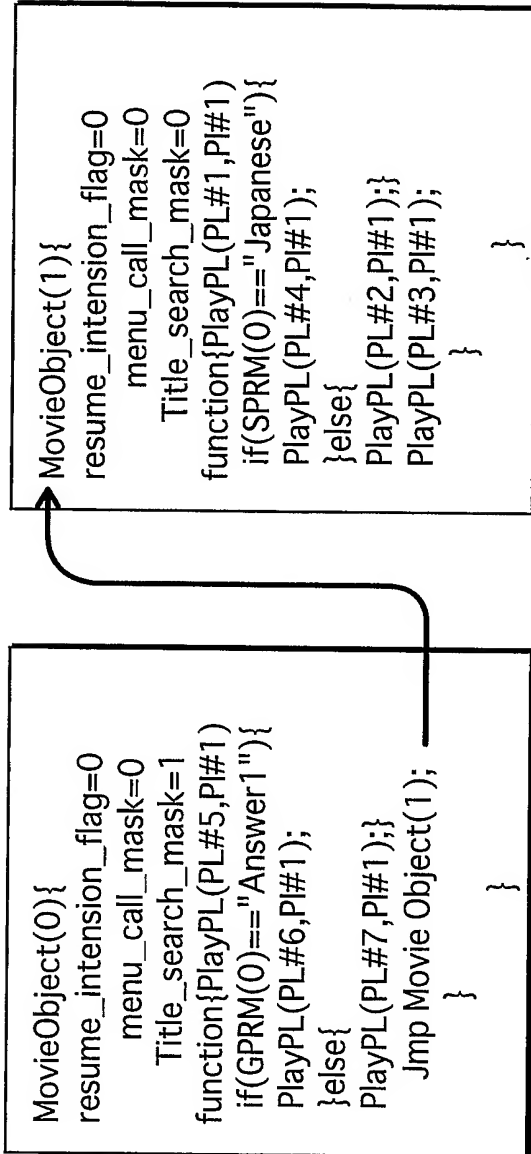 MovieObject(0){
resume_intension_flag=0
menu_call_mask=0
Title_search_mask=1
function{PlayPL(PL#5,PI#1)
if(GPRM(0)=="Answer1"){
PlayPL(PL#6,PI#1);
}else{
PlayPL(PL#7,PI#1);}
Jmp Movie Object(1);
}
}
MovieObject(1){
resume_intension_flag=0
menu_call_mask=0
Title_search_mask=0
function{PlayPL(PL#1,PI#1)
if(SPRM(0)=="Japanese"){
PlayPL(PL#4,PI#1);
}else{
PlayPL(PL#2,PI#1);}
PlayPL(PL#3,PI#1);
}
}